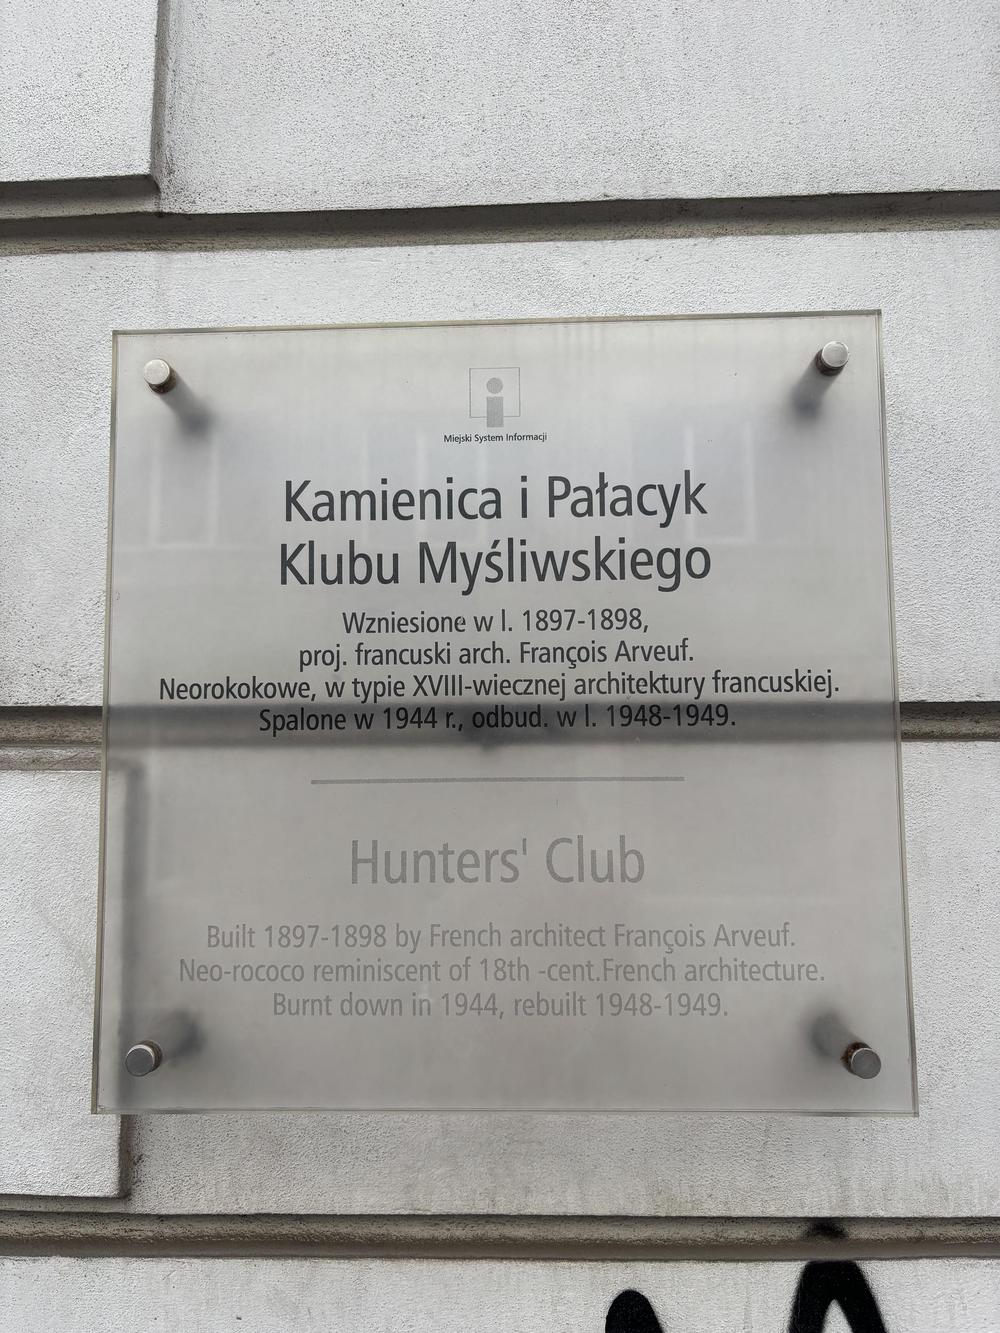 Miejski System Informacji
Kamienica i Pałacyk
Klubu Myśliwskiego
Wzniesione w l. 1897-1898,
proj. francuski arch. François Arveuf.
Neorokokowe, w typie XVIII-wiecznej architektury francuskiej.
Spalone w 1944 r., odbud. w l. 1948-1949.
Hunters' Club
Built 1897-1898 by French architect François Arveuf.
Neo-rococo reminiscent of 18th -cent.French architecture.
Burnt down in 1944, rebuilt 1948-1949.